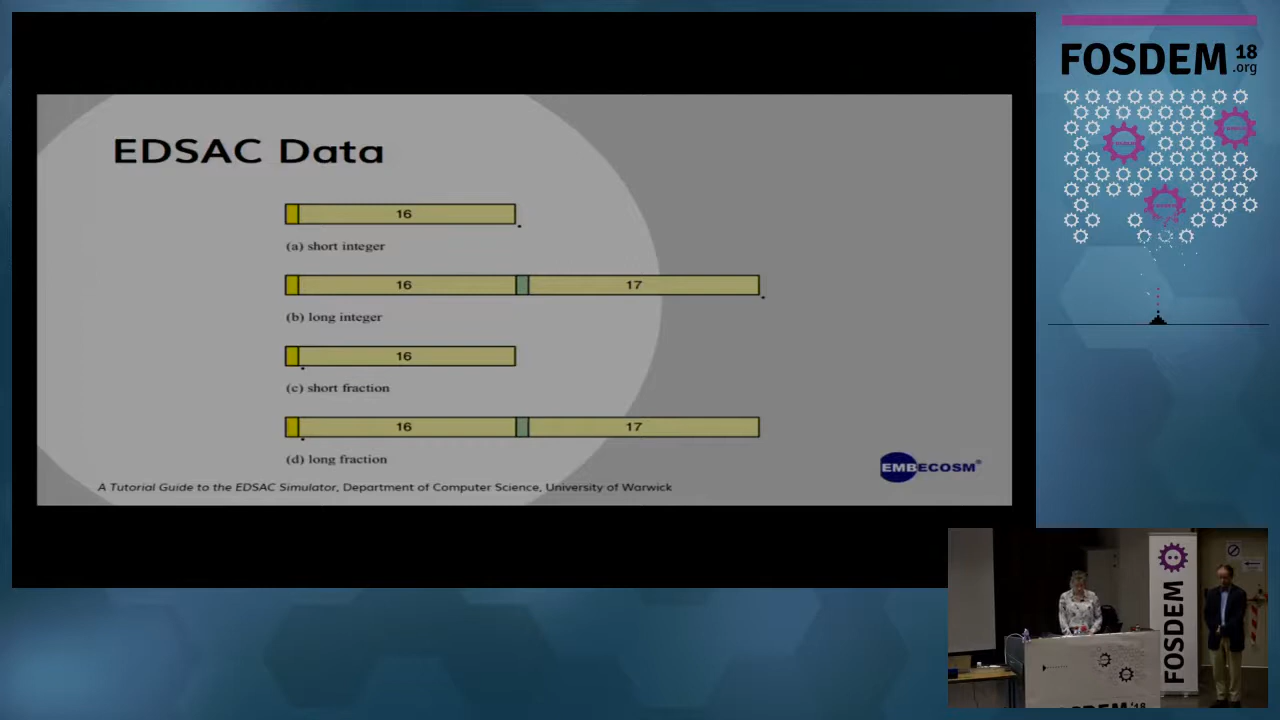 FOSDEM 18
.org
EDSAC Data
16
(a) short integer
16 17
(b) long integer
16
(c) short fraction
16 17
(d) long fraction
EMBECOSM®
A Tutorial Guide to the EDSAC Simulator, Department of Computer Science, University of Warwick
FOSDEM